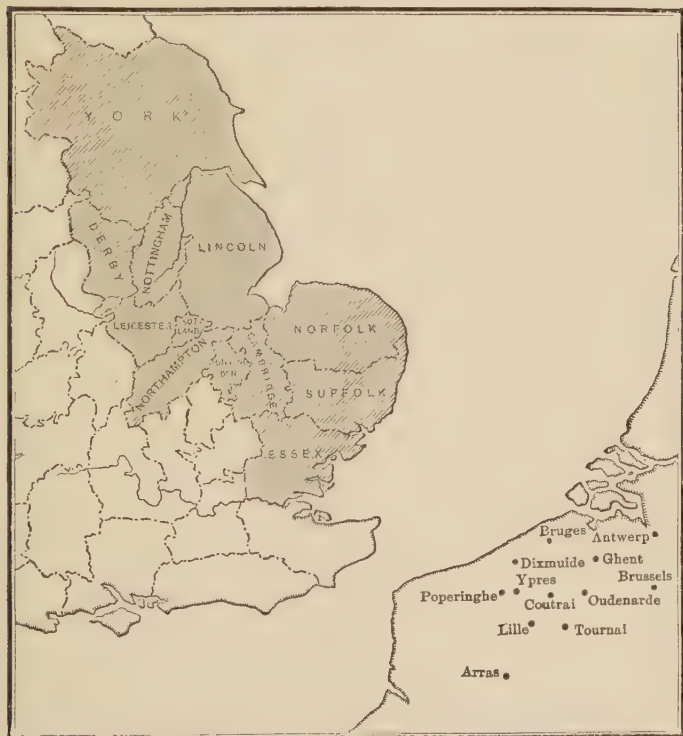 YORK
DERBY
NOTTINGHAM
LINCOLN
LEICESTER
NORTHAMPTON
CAMBRIDGE
NORFOLK
SUFFOLK
ESSEX
Bruges
Antwerp
Dixmuide
Ghent
Ypres
Brussels
Poperinghe
Coutrai
Oudenarde
Lille
Tournai
Arras